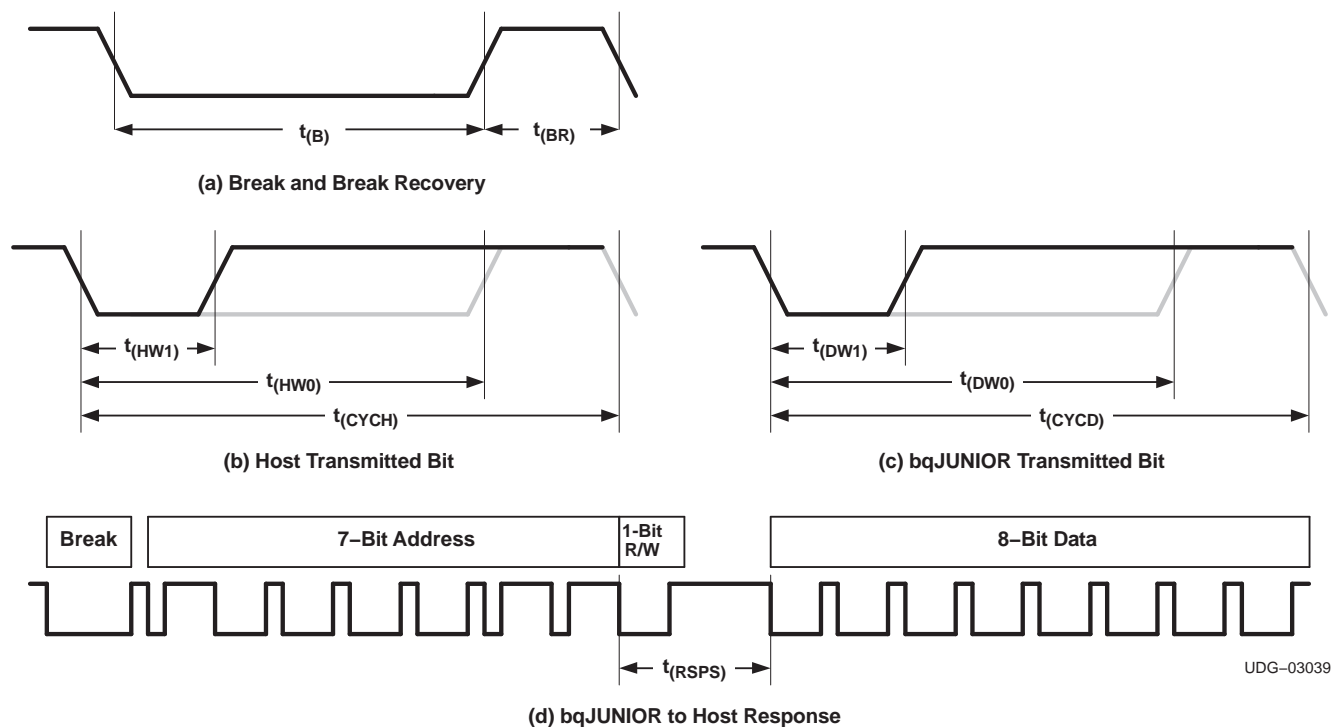 t(B)
t(BR)
(a) Break and Break Recovery
t(HW1)
t(HW0)
t(CYCH)
(b) Host Transmitted Bit
t(DW1)
t(DW0)
t(CYCD)
(c) bqJUNIOR Transmitted Bit
Break
7−Bit Address
1-Bit
R/W
8−Bit Data
t(RSPS)
UDG−03039
(d) bqJUNIOR to Host Response